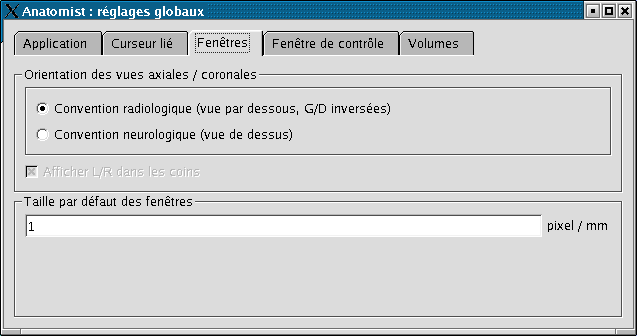 Anatomist : réglages globaux
Application Curseur lié Fenêtres Fenêtre de contrôle Volumes
Orientation des vues axiales / coronales
Convention radiologique (vue par dessous, G/D inversées)
Convention neurologique (vue de dessus)
Afficher L/R dans les coins
Taille par défaut des fenêtres
1 pixel / mm